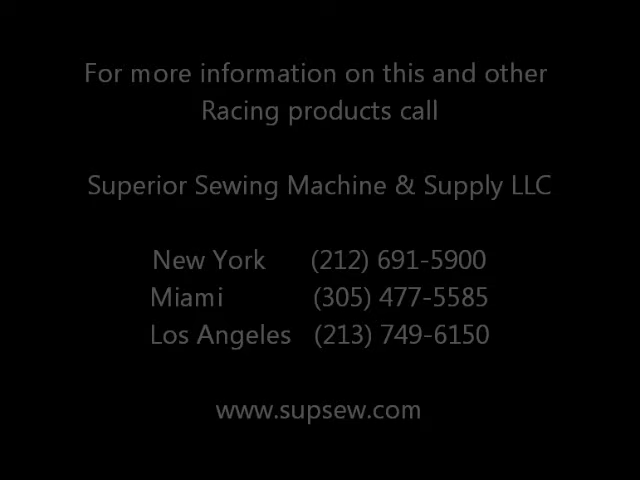 For more information on this and other
Racing products call
Superior Sewing Machine & Supply LLC
New York (212) 691-5900
Miami (305) 477-5585
Los Angeles (213) 749-6150
www.supsew.com